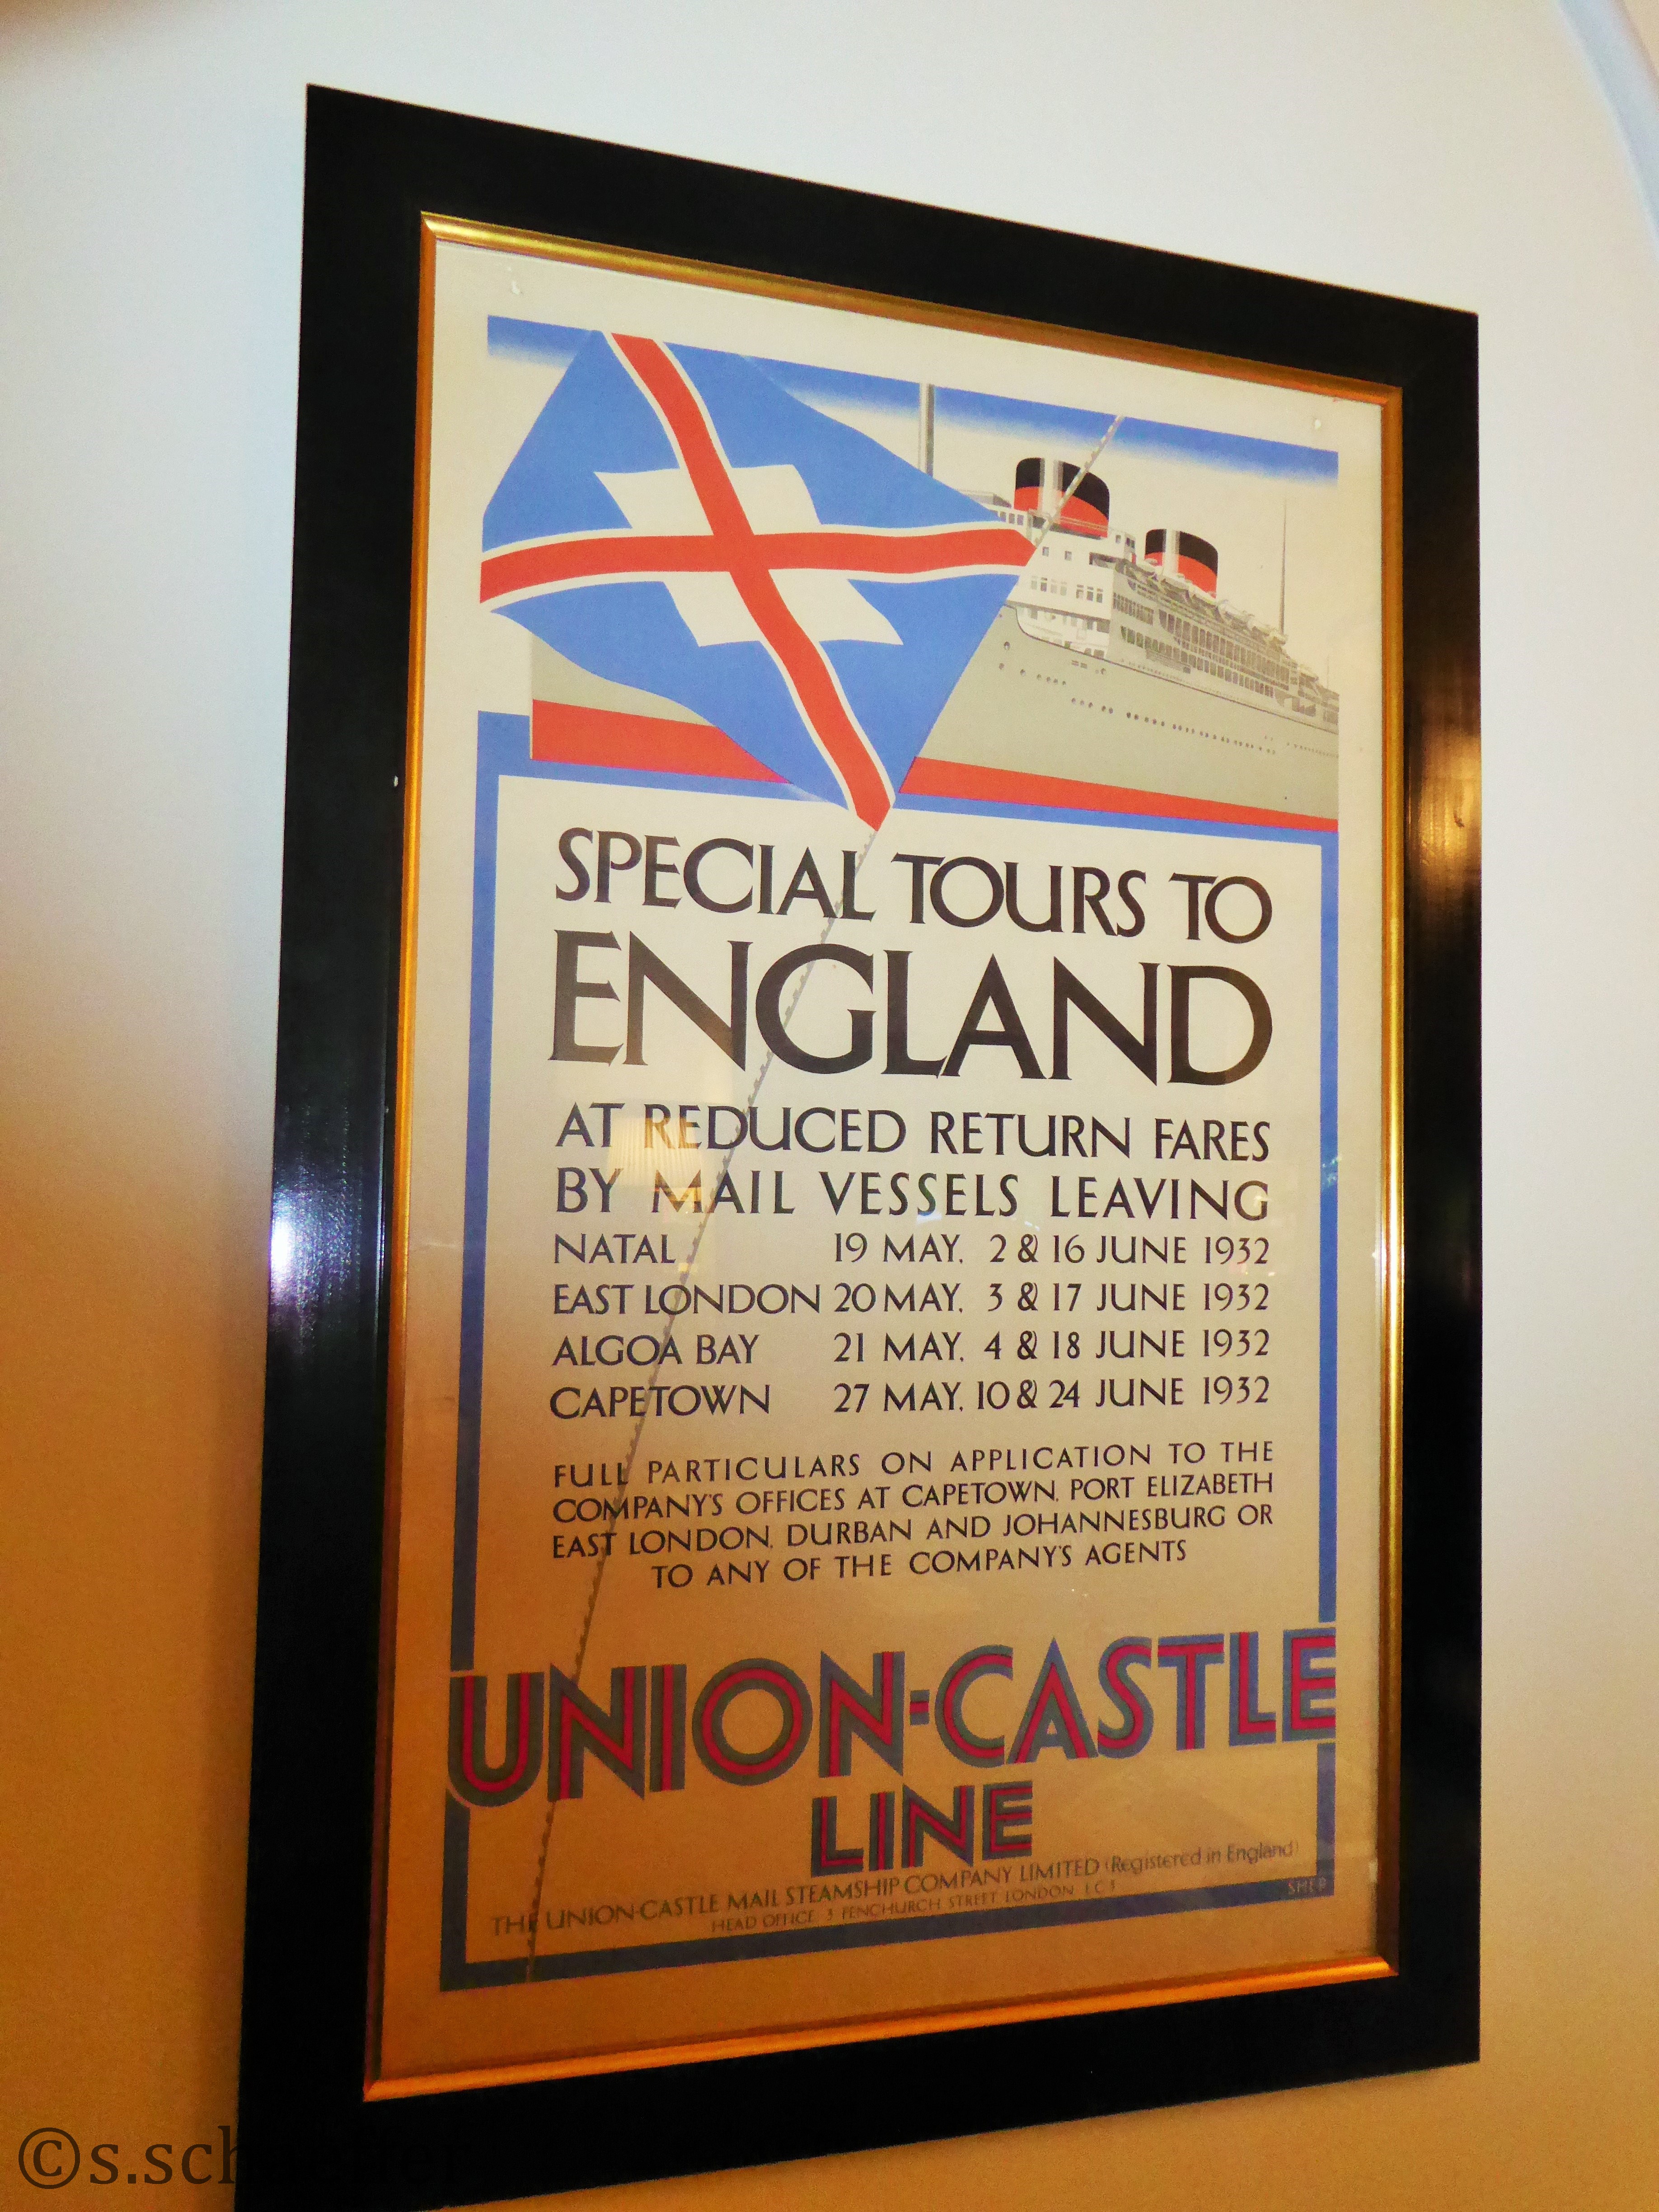 SPECIAL TOURS TO
ENGLAND
AT REDUCED RETURN FARES
BY MAIL VESSELS LEAVING
NATAL 19 MAY. 2 & 16 JUNE 1932
EAST LONDON 20 MAY. 3 & 17 JUNE 1932
ALGOA BAY 21 MAY. 4 & 18 JUNE 1932
CAPETOWN 27 MAY. 10 & 24 JUNE 1932
FULL PARTICULARS ON APPLICATION TO THE
COMPANY'S OFFICES AT CAPETOWN. PORT ELIZABETH
EAST LONDON. DURBAN AND JOHANNESBURG OR
TO ANY OF THE COMPANY'S AGENTS
UNION-CASTLE
LINE
THE UNION-CASTLE MAIL STEAMSHIP COMPANY LIMITED (Registered in England)
HEAD OFFICE. 3 FENCHURCH STREET LONDON. E.C.3.
SHEP